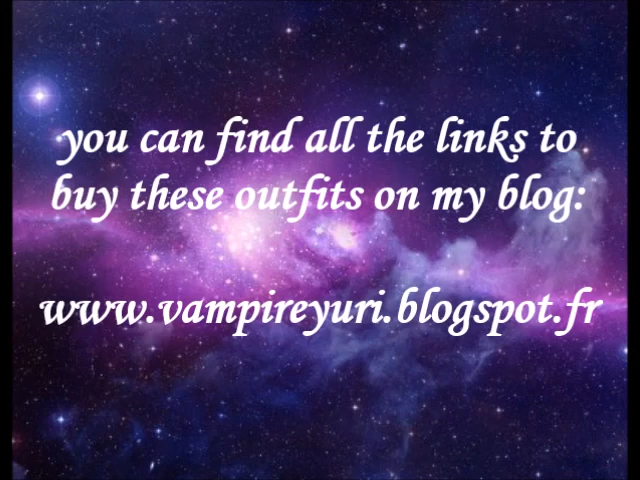 you can find all the links to
buy these outfits on my blog:
www.vampireyuri.blogspot.fr